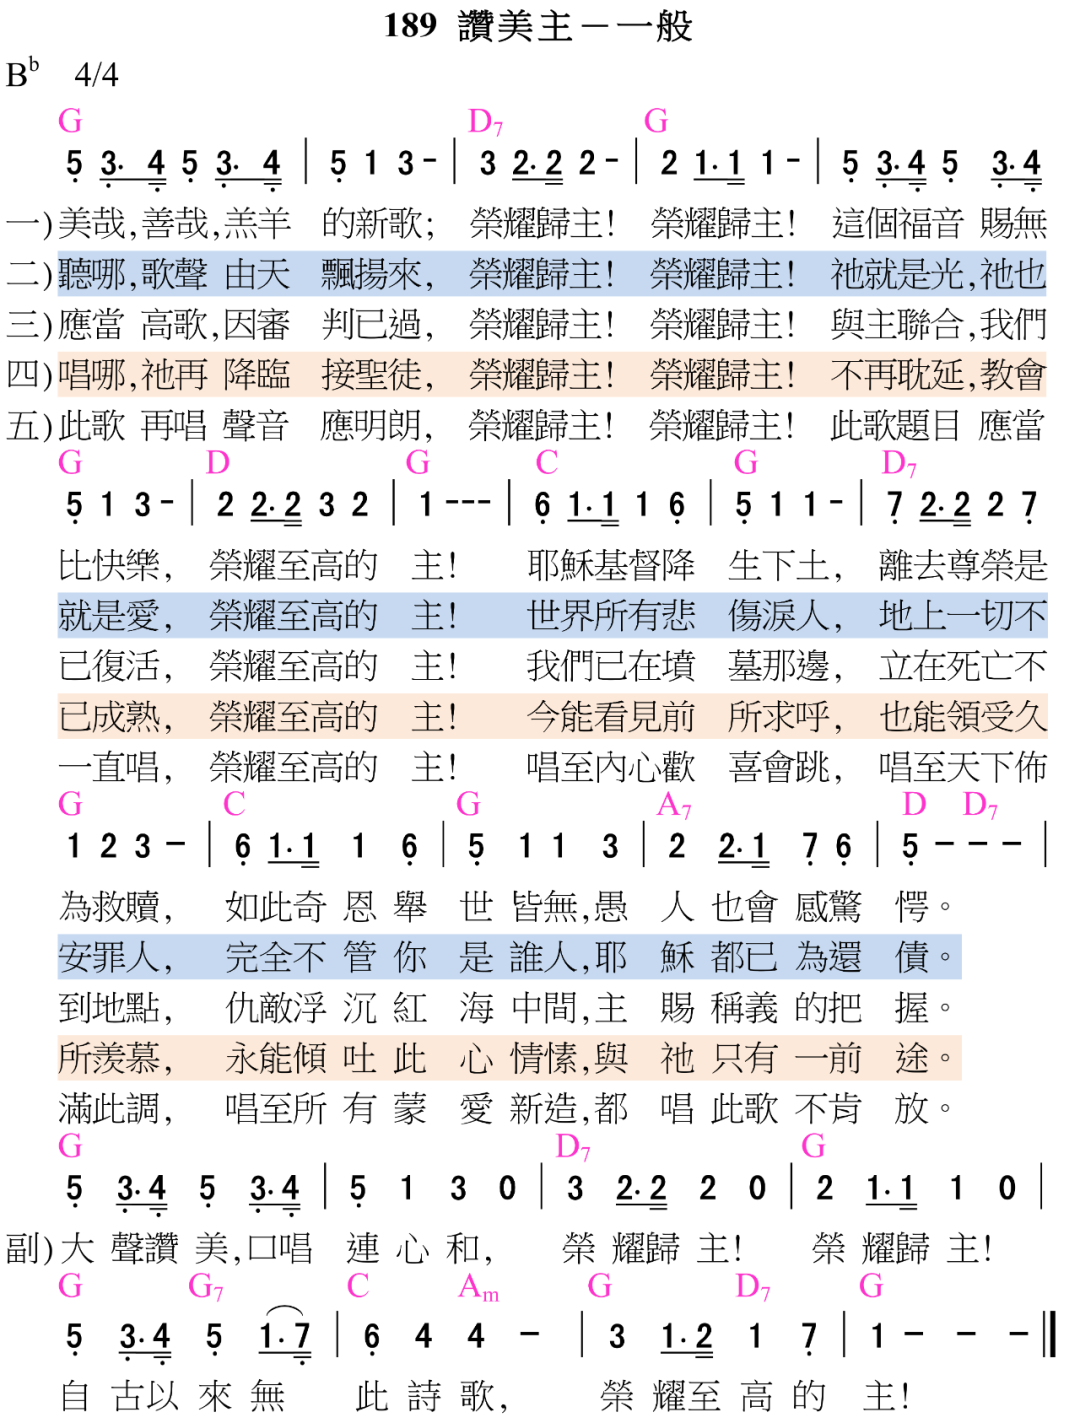 189 讚美主－一般
Bb 4/4
G D7 G
5 3. 4 5 3. 4 | 5 1 3 - | 3 2. 2 2 - | 2 1. 1 1 - | 5 3. 4 5 3. 4
一)美哉,善哉,羔羊 的新歌; 榮耀歸主! 榮耀歸主! 這個福音 賜無
二)聽哪,歌聲 由天 飄揚來, 榮耀歸主! 榮耀歸主! 祂就是光,祂也
三)應當 高歌,因審 判已過, 榮耀歸主! 榮耀歸主! 與主聯合,我們
四)唱哪,祂再 降臨 接聖徒, 榮耀歸主! 榮耀歸主! 不再耽延,教會
五)此歌 再唱 聲音 應明朗, 榮耀歸主! 榮耀歸主! 此歌題目 應當
G D G C G D7
5 1 3 - | 2 2. 2 3 2 | 1 - - - | 6 1. 1 1 6 | 5 1 1 - | 7 2. 2 2 7
比快樂, 榮耀至高的 主! 耶穌基督降 生下土, 離去尊榮是
就是愛, 榮耀至高的 主! 世界所有悲 傷淚人, 地上一切不
已復活, 榮耀至高的 主! 我們已在墳 墓那邊, 立在死亡不
已成熟, 榮耀至高的 主! 今能看見前 所求呼, 也能領受久
一直唱, 榮耀至高的 主! 唱至內心歡 喜會跳, 唱至天下佈
G C G A7 D D7
1 2 3 - | 6 1. 1 1 6 | 5 1 1 3 | 2 2. 1 7 6 | 5 - - - |
為救贖, 如此奇 恩 舉 世 皆無,愚 人 也會 感驚 愕。
安罪人, 完全不 管 你 是 誰人,耶 穌 都已 為還 債。
到地點, 仇敵浮 沉 紅 海 中間,主 賜 稱義 的把 握。
所羨慕, 永能傾 吐 此 心 情愫,與 祂 只有 一前 途。
滿此調, 唱至所 有 蒙 愛 新造,都 唱 此歌 不肯 放。
G D7 G
5 3. 4 5 3. 4 | 5 1 3 0 | 3 2. 2 2 0 | 2 1. 1 1 0 |
副)大 聲讚 美,口唱 連 心 和, 榮 耀歸 主! 榮 耀歸 主!
G G7 C Am G D7 G
5 3. 4 5 1. 7 | 6 4 4 - | 3 1. 2 1 7 | 1 - - - ‖
自 古以 來 無 此 詩 歌, 榮 耀至 高 的 主!